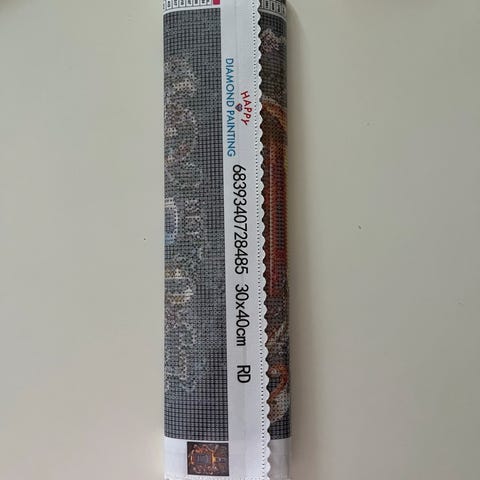 HAPPY
DIAMOND PAINTING
6839340728485 30x40cm RD